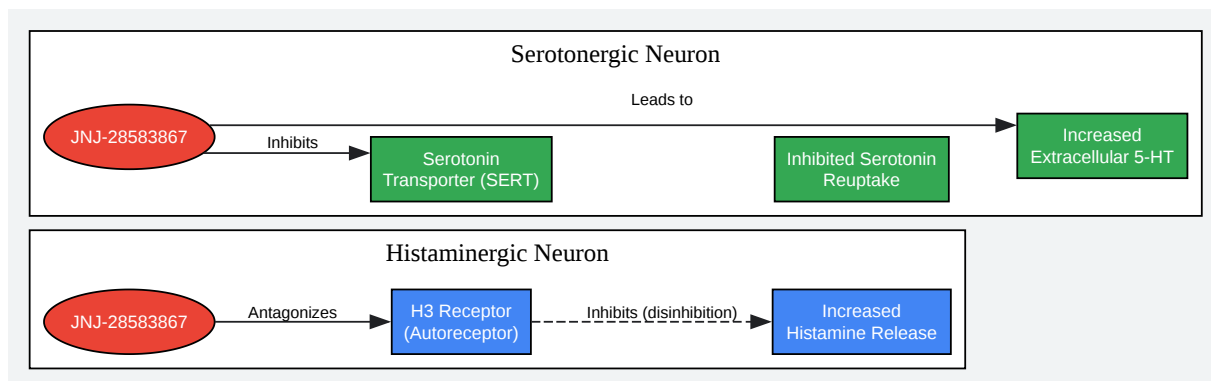 Serotonergic Neuron
Leads to
JNJ-28583867
Inhibits
Serotonin
Transporter (SERT)
Inhibited Serotonin
Reuptake
Increased
Extracellular 5-HT
Histaminergic Neuron
JNJ-28583867
Antagonizes
H3 Receptor
(Autoreceptor)
Inhibits (disinhibition)
Increased
Histamine Release